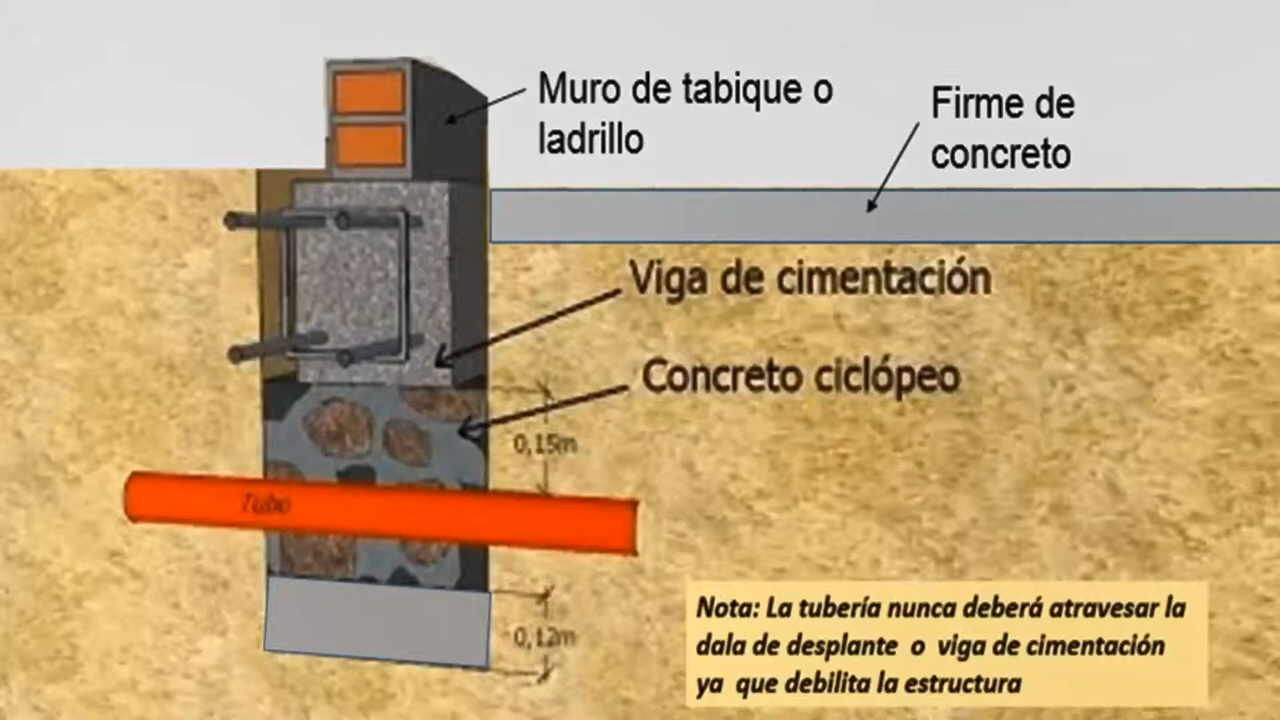 Muro de tabique o
ladrillo
Firme de
concreto
Viga de cimentación
Concreto ciclópeo
0,15m
Tubo
0,12m
Nota: La tubería nunca deberá atravesar la
dala de desplante o viga de cimentación
ya que debilita la estructura